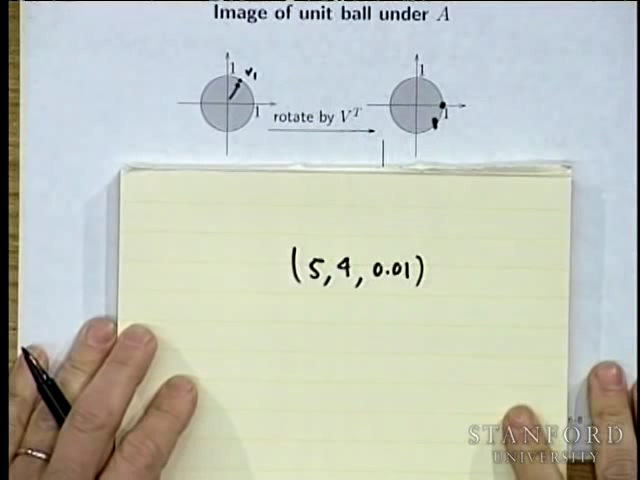 Image of unit ball under A
1 v₁
1
1
1
rotate by Vᵀ
(5, 4, 0.01)
STANFORD
UNIVERSITY